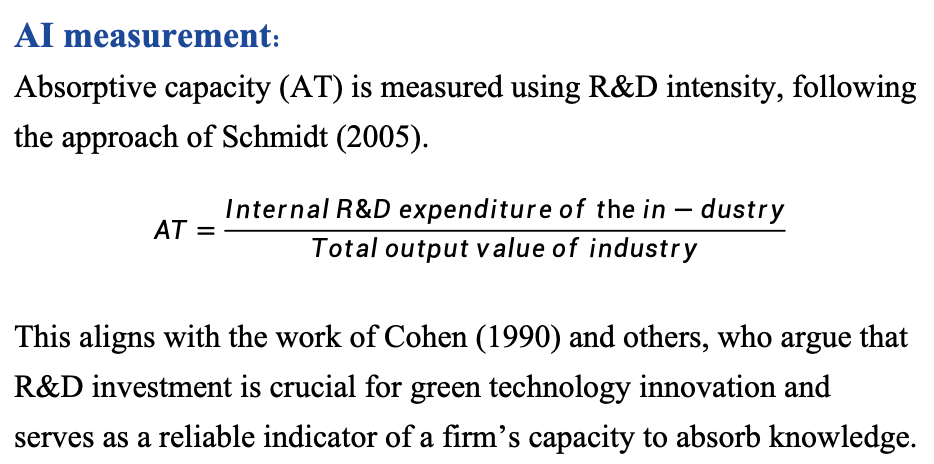 AI measurement:
Absorptive capacity (AT) is measured using R&D intensity, following
the approach of Schmidt (2005).
AT = Internal R&D expenditure of the in − dustry
Total output value of industry
This aligns with the work of Cohen (1990) and others, who argue that
R&D investment is crucial for green technology innovation and
serves as a reliable indicator of a firm's capacity to absorb knowledge.